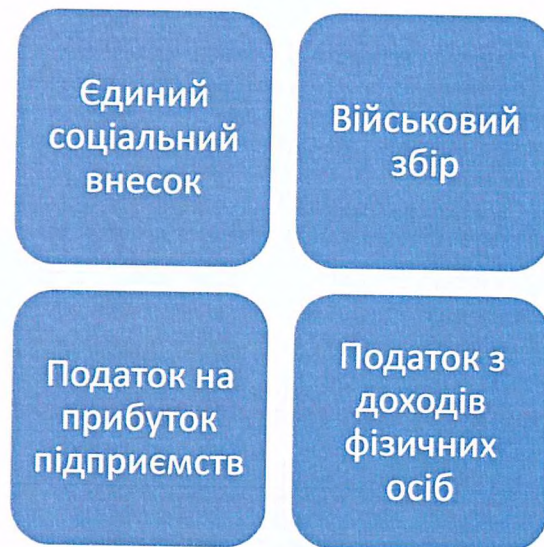 Єдиний
соціальний
внесок
Військовий
збір
Податок на
прибуток
підприємств
Податок з
доходів
фізичних
осіб